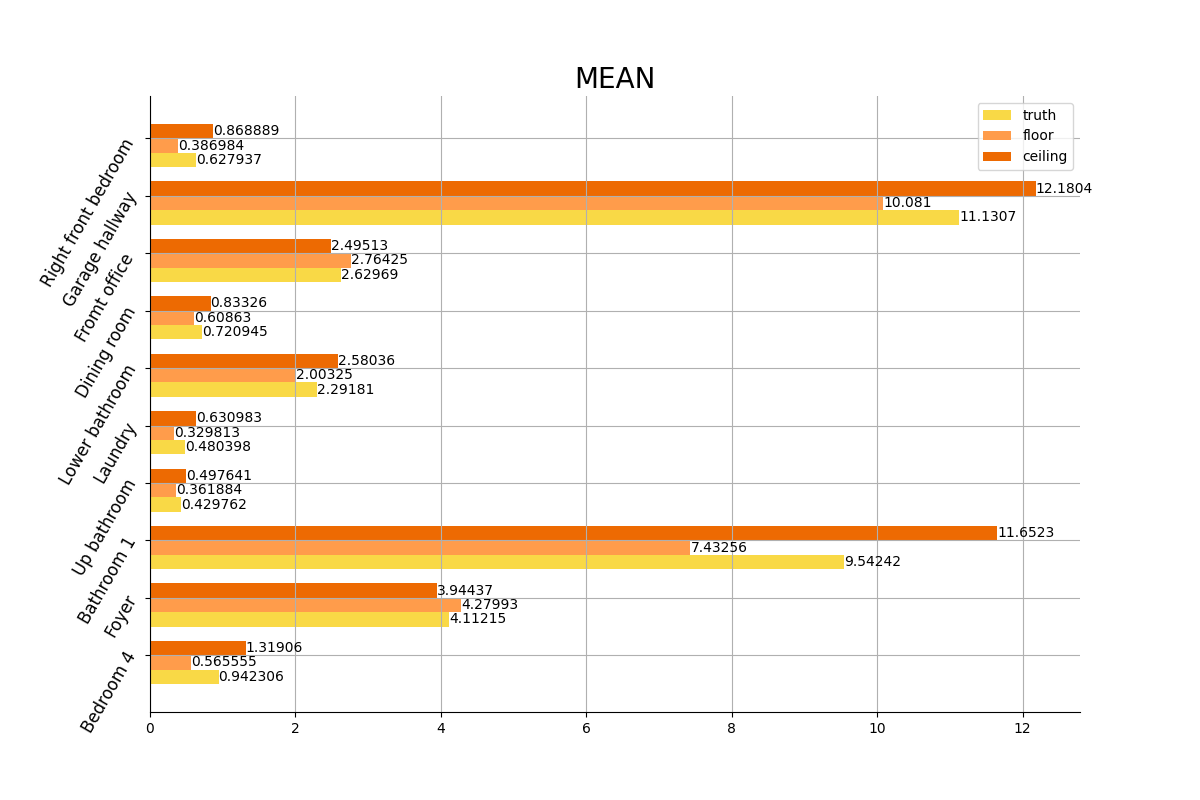 MEAN
truth
floor
ceiling
Right front bedroom
0.868889
0.386984
0.627937
Garage hallway
12.1804
10.081
11.1307
Fromt office
2.49513
2.76425
2.62969
Dining room
0.83326
0.60863
0.720945
Lower bathroom
2.58036
2.00325
2.29181
Laundry
0.630983
0.329813
0.480398
Up bathroom
0.497641
0.361884
0.429762
Bathroom 1
11.6523
7.43256
9.54242
Foyer
3.94437
4.27993
4.11215
Bedroom 4
1.31906
0.565555
0.942306
0 2 4 6 8 10 12